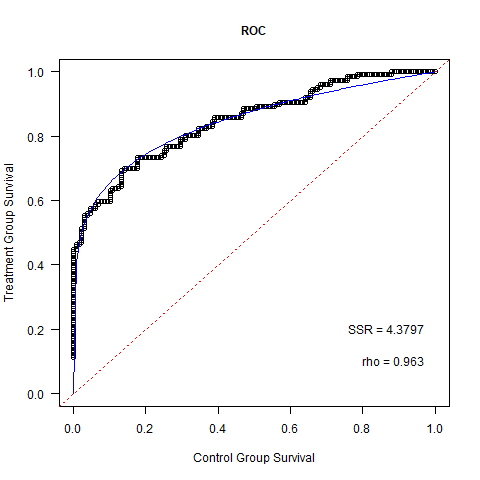 ROC
Treatment Group Survival
1.0
0.8
0.6
0.4
0.2
0.0
SSR = 4.3797
rho = 0.963
0.0 0.2 0.4 0.6 0.8 1.0
Control Group Survival